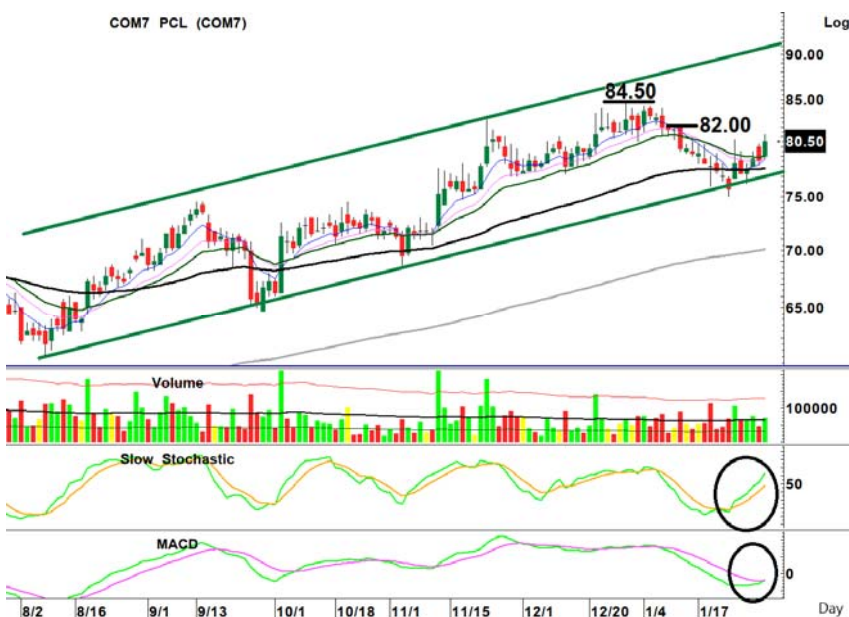 COM7 PCL (COM7)
Log
90.00
85.00
84.50
82.00
80.50
75.00
70.00
65.00
Volume
100000
Slow Stochastic
50
MACD
0
8/2 8/16 9/1 9/13 10/1 10/18 11/1 11/15 12/1 12/20 1/4 1/17 Day